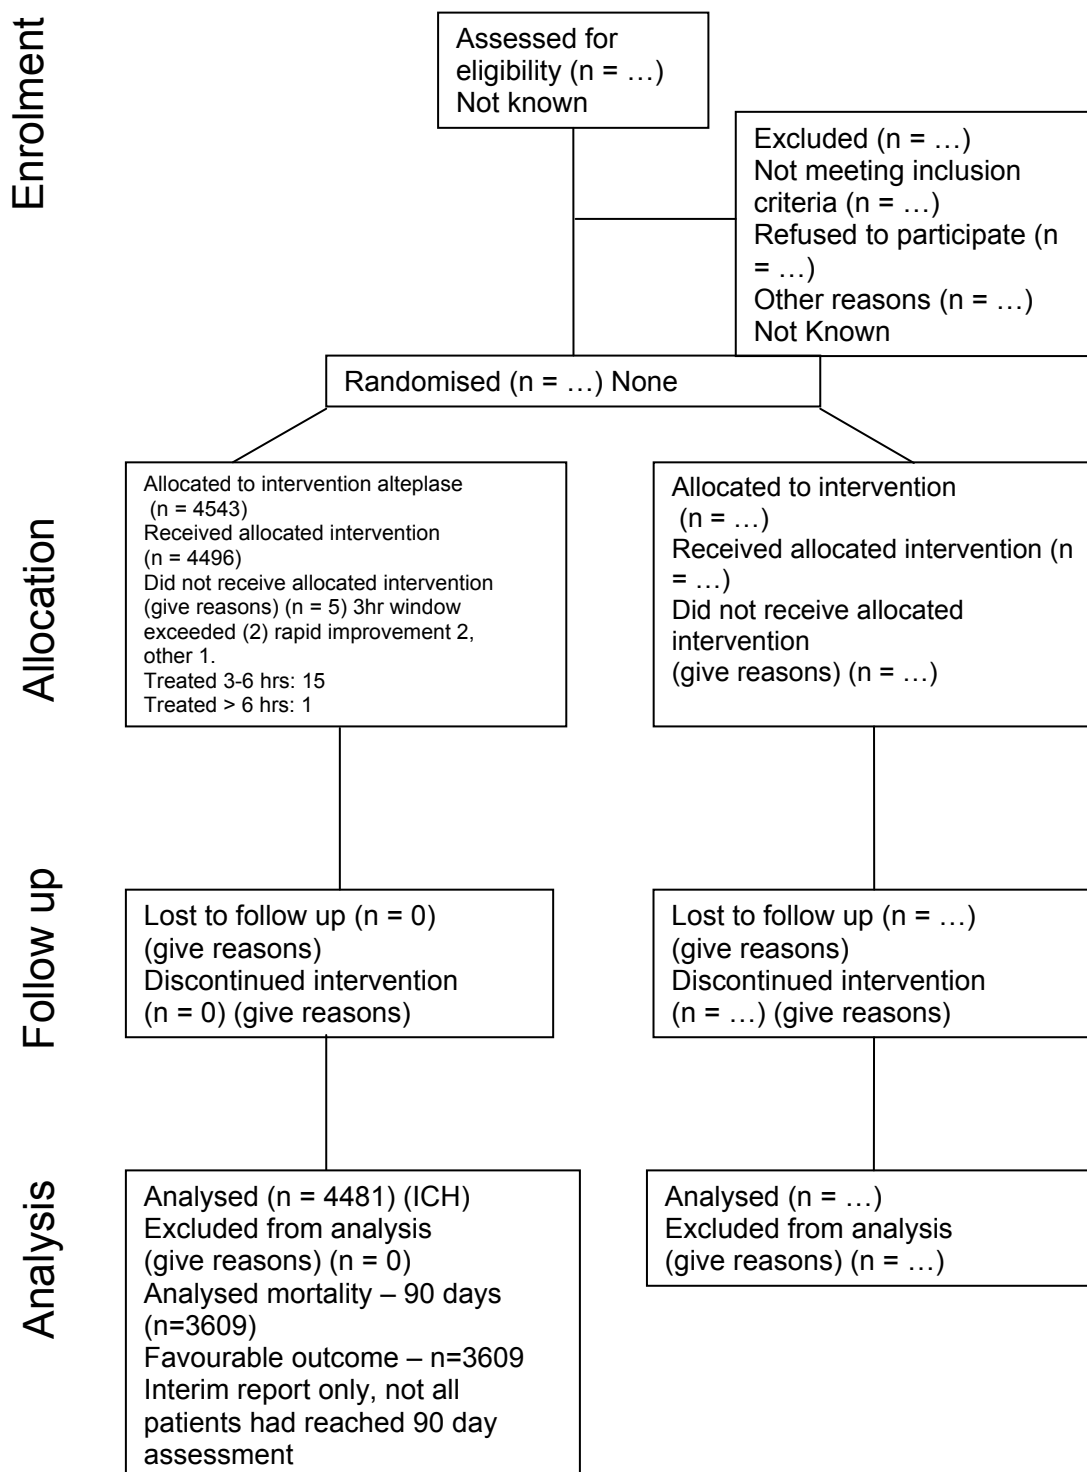 Enrolment
Assessed for
eligibility (n = …)
Not known
Excluded (n = …)
Not meeting inclusion
criteria (n = …)
Refused to participate (n
= …)
Other reasons (n = …)
Not Known
Randomised (n = …) None
Allocation
Allocated to intervention alteplase
(n = 4543)
Received allocated intervention
(n = 4496)
Did not receive allocated intervention
(give reasons) (n = 5) 3hr window
exceeded (2) rapid improvement 2,
other 1.
Treated 3-6 hrs: 15
Treated > 6 hrs: 1
Allocated to intervention
(n = …)
Received allocated intervention (n
= …)
Did not receive allocated
intervention
(give reasons) (n = …)
Follow up
Lost to follow up (n = 0)
(give reasons)
Discontinued intervention
(n = 0) (give reasons)
Lost to follow up (n = …)
(give reasons)
Discontinued intervention
(n = …) (give reasons)
Analysis
Analysed (n = 4481) (ICH)
Excluded from analysis
(give reasons) (n = 0)
Analysed mortality – 90 days
(n=3609)
Favourable outcome – n=3609
Interim report only, not all
patients had reached 90 day
assessment
Analysed (n = …)
Excluded from analysis
(give reasons) (n = …)